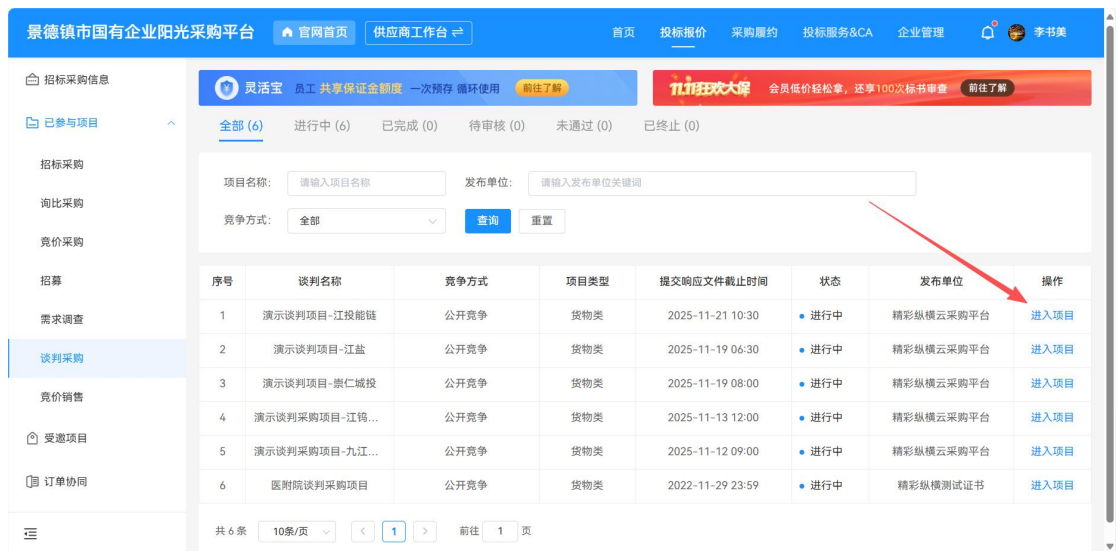 景德镇市国有企业阳光采购平台 官网首页 供应商工作台 首页 投标报价 采购履约 投标服务&CA 企业管理 李书美
招标采购信息
已参与项目
招标采购
询比采购
竞价采购
招募
需求调查
谈判采购
竞价销售
受邀项目
订单协同
灵活宝 员工 共享保证金额度 一次预存 循环使用 前往了解
11.11狂欢大保 会员低价轻松拿,还享100次标书审查 前往了解
全部 (6) 进行中 (6) 已完成 (0) 待审核 (0) 未通过 (0) 已终止 (0)
项目名称: 请输入项目名称 发布单位: 请输入发布单位关键词
竞争方式: 全部 查询 重置
序号 谈判名称 竞争方式 项目类型 提交响应文件截止时间 状态 发布单位 操作
1 演示谈判项目-江投能链 公开竞争 货物类 2025-11-21 10:30 进行中 精彩纵横云采购平台 进入项目
2 演示谈判项目-江盐 公开竞争 货物类 2025-11-19 06:30 进行中 精彩纵横云采购平台 进入项目
3 演示谈判项目-崇仁城投 公开竞争 货物类 2025-11-19 08:00 进行中 精彩纵横云采购平台 进入项目
4 演示谈判采购项目-江钨... 公开竞争 货物类 2025-11-13 12:00 进行中 精彩纵横云采购平台 进入项目
5 演示谈判采购项目-九江... 公开竞争 货物类 2025-11-12 09:00 进行中 精彩纵横云采购平台 进入项目
6 医附院谈判采购项目 公开竞争 货物类 2022-11-29 23:59 进行中 精彩纵横测试证书 进入项目
共 6 条 10条/页 < 1 > 前往 1 页